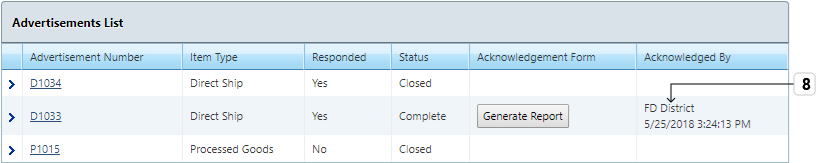 Advertisements List
Advertisement Number Item Type Responded Status Acknowledgement Form Acknowledged By
D1034 Direct Ship Yes Closed
8
D1033 Direct Ship Yes Complete Generate Report FD District
5/25/2018 3:24:13 PM
P1015 Processed Goods No Closed